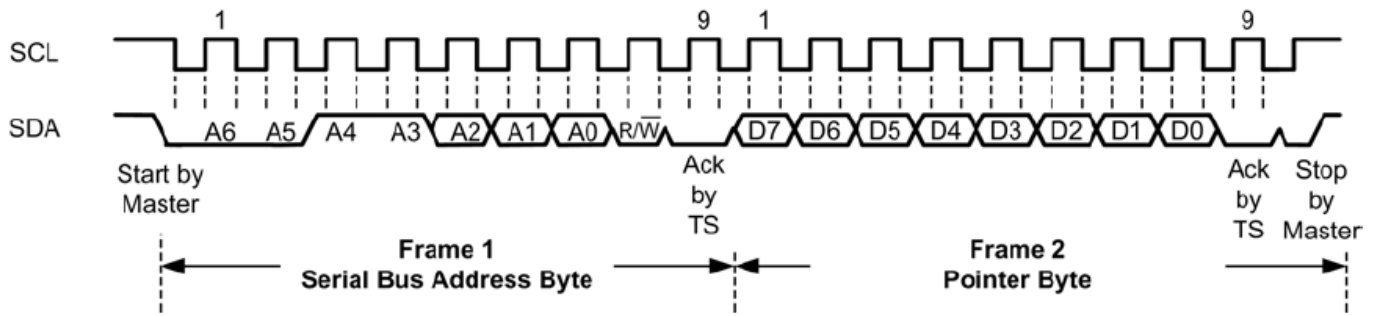 1 9 1 9
SCL
SDA A6 A5 A4 A3 A2 A1 A0 R/W̅ D7 D6 D5 D4 D3 D2 D1 D0
Start by
Master
Ack
by
TS
Ack
by
TS
Stop
by
Master
Frame 1
Serial Bus Address Byte
Frame 2
Pointer Byte